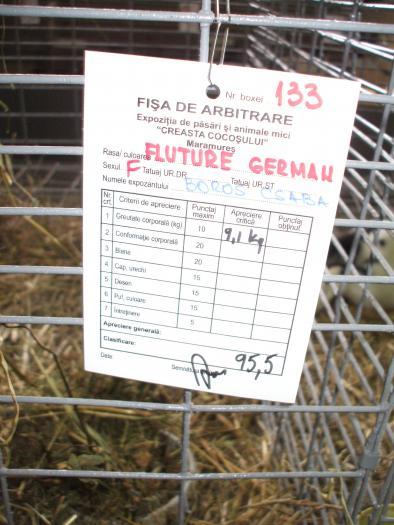 Nr boxei 133
FIŞA DE ARBITRARE
Expoziţia de păsări şi animale mici
"CREASTA COCOŞULUI"
Maramureş
Rasa/ culoarea FLUTURE GERMAN
Sexul F Tatuaj UR.DR Tatuaj UR.ST
Numele expozantului BOROS CSABA
Nr. crt. Criterii de apreciere Punctaj maxim Apreciere critică Punctaj obţinut
1 Greutate corporală (kg) 10 9,1 kg
2 Conformaţie corporală 20
3 Blana 20
4 Cap, urechi 15
5 Desen 15
6 Puf, culoare 15
7 Întreţinere 5
Apreciere generală:
Clasificare:
Data Semnătura 95,5